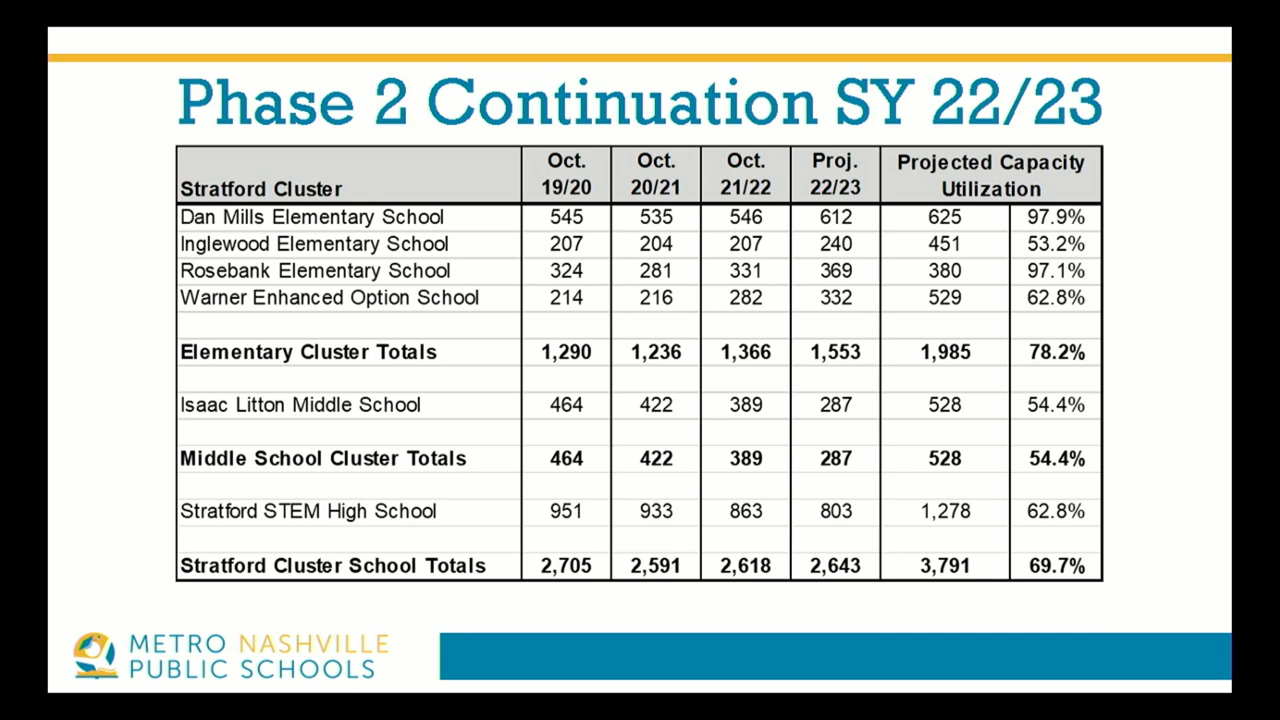 Phase 2 Continuation SY 22/23
Stratford Cluster Oct. 19/20 Oct. 20/21 Oct. 21/22 Proj. 22/23 Projected Capacity Utilization
Dan Mills Elementary School 545 535 546 612 625 97.9%
Inglewood Elementary School 207 204 207 240 451 53.2%
Rosebank Elementary School 324 281 331 369 380 97.1%
Warner Enhanced Option School 214 216 282 332 529 62.8%
Elementary Cluster Totals 1,290 1,236 1,366 1,553 1,985 78.2%
Isaac Litton Middle School 464 422 389 287 528 54.4%
Middle School Cluster Totals 464 422 389 287 528 54.4%
Stratford STEM High School 951 933 863 803 1,278 62.8%
Stratford Cluster School Totals 2,705 2,591 2,618 2,643 3,791 69.7%
METRO NASHVILLE
PUBLIC SCHOOLS